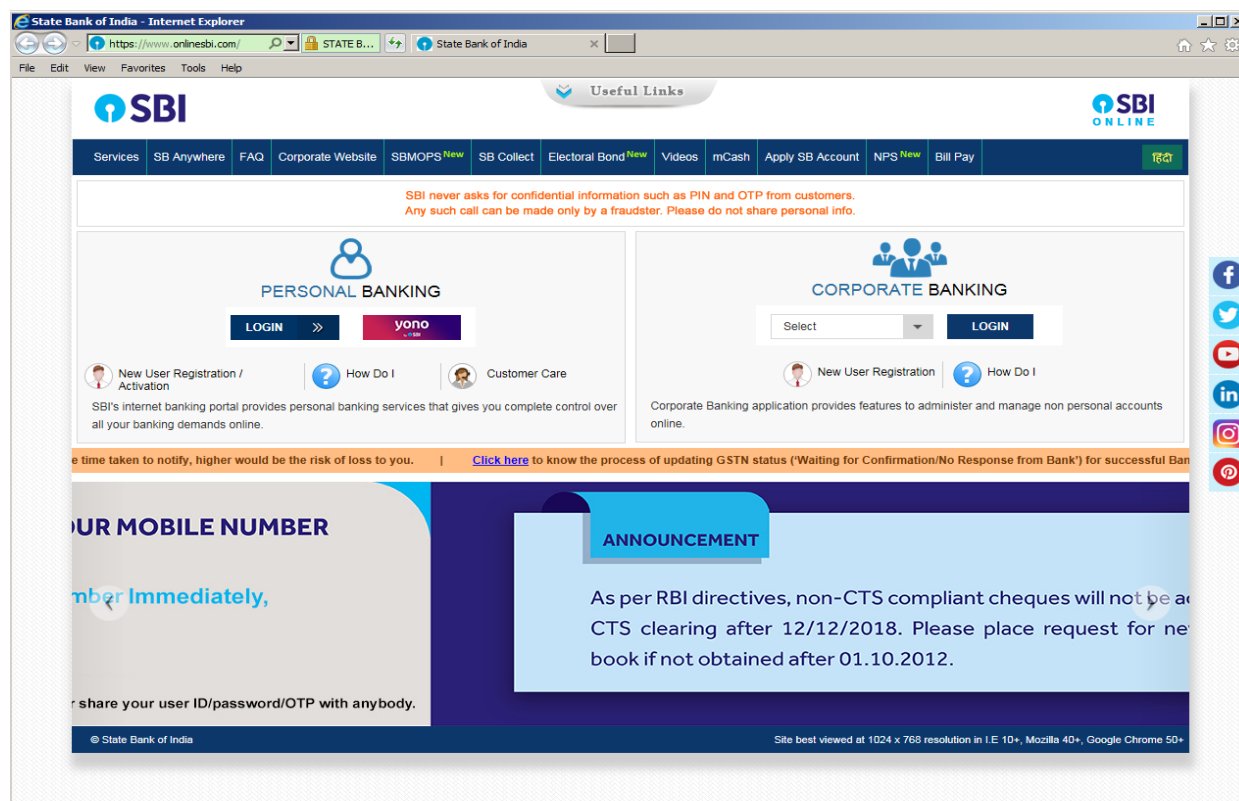 State Bank of India - Internet Explorer
https://www.onlinesbi.com/ STATE B... State Bank of India
File Edit View Favorites Tools Help
Useful Links
SBI
SBI
ONLINE
Services SB Anywhere FAQ Corporate Website SBMOPS New SB Collect Electoral Bond New Videos mCash Apply SB Account NPS New Bill Pay हिंदी
SBI never asks for confidential information such as PIN and OTP from customers.
Any such call can be made only by a fraudster. Please do not share personal info.
PERSONAL BANKING
LOGIN
yono
New User Registration /
Activation
How Do I
Customer Care
SBI's internet banking portal provides personal banking services that gives you complete control over
all your banking demands online.
CORPORATE BANKING
Select LOGIN
New User Registration
How Do I
Corporate Banking application provides features to administer and manage non personal accounts
online.
e time taken to notify, higher would be the risk of loss to you. | Click here to know the process of updating GSTN status (‘Waiting for Confirmation/No Response from Bank’) for successful Ban
UR MOBILE NUMBER
mber Immediately,
r share your user ID/password/OTP with anybody.
ANNOUNCEMENT
As per RBI directives, non-CTS compliant cheques will not be a
CTS clearing after 12/12/2018. Please place request for ne
book if not obtained after 01.10.2012.
© State Bank of India
Site best viewed at 1024 x 768 resolution in I.E 10+, Mozilla 40+, Google Chrome 50+